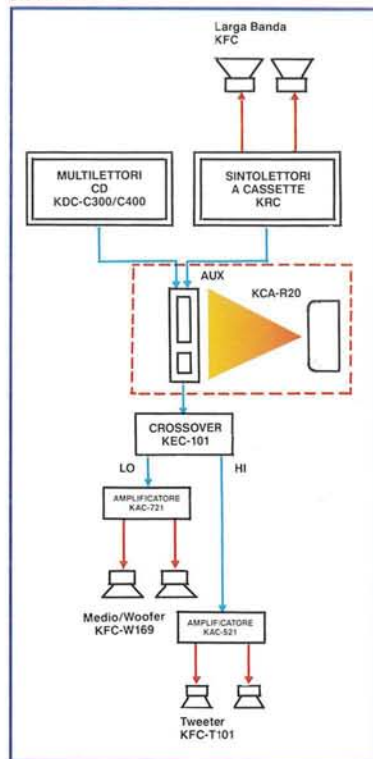 Larga Banda
KFC
MULTILETTORI
CD
KDC-C300/C400
SINTOLETTORI
A CASSETTE
KRC
AUX
KCA-R20
CROSSOVER
KEC-101
LO
HI
AMPLIFICATORE
KAC-721
Medio/Woofer
KFC-W169
AMPLIFICATORE
KAC-521
Tweeter
KFC-T101